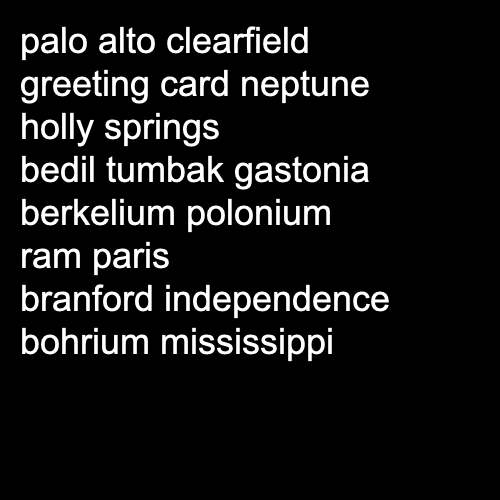 palo alto clearfield
greeting card neptune
holly springs
bedil tumbak gastonia
berkelium polonium
ram paris
branford independence
bohrium mississippi